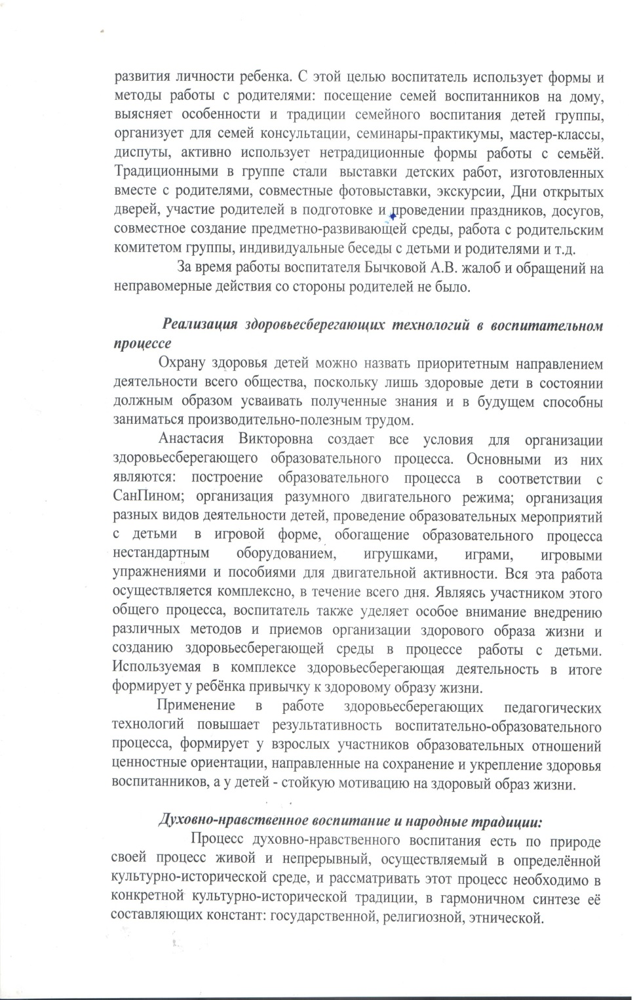 развития личности ребенка. С этой целью воспитатель использует формы и
методы работы с родителями: посещение семей воспитанников на дому,
выясняет особенности и традиции семейного воспитания детей группы,
организует для семей консультации, семинары-практикумы, мастер-классы,
диспуты, активно использует нетрадиционные формы работы с семьёй.
Традиционными в группе стали выставки детских работ, изготовленных
вместе с родителями, совместные фотовыставки, экскурсии, Дни открытых
дверей, участие родителей в подготовке и проведении праздников, досугов,
совместное создание предметно-развивающей среды, работа с родительским
комитетом группы, индивидуальные беседы с детьми и родителями и т.д.
За время работы воспитателя Бычковой А.В. жалоб и обращений на
неправомерные действия со стороны родителей не было.
Реализация здоровьесберегающих технологий в воспитательном
процессе
Охрану здоровья детей можно назвать приоритетным направлением
деятельности всего общества, поскольку лишь здоровые дети в состоянии
должным образом усваивать полученные знания и в будущем способны
заниматься производительно-полезным трудом.
Анастасия Викторовна создает все условия для организации
здоровьесберегающего образовательного процесса. Основными из них
являются: построение образовательного процесса в соответствии с
СанПином; организация разумного двигательного режима; организация
разных видов деятельности детей, проведение образовательных мероприятий
с детьми в игровой форме, обогащение образовательного процесса
нестандартным оборудованием, игрушками, играми, игровыми
упражнениями и пособиями для двигательной активности. Вся эта работа
осуществляется комплексно, в течение всего дня. Являясь участником этого
общего процесса, воспитатель также уделяет особое внимание внедрению
различных методов и приемов организации здорового образа жизни и
созданию здоровьесберегающей среды в процессе работы с детьми.
Используемая в комплексе здоровьесберегающая деятельность в итоге
формирует у ребёнка привычку к здоровому образу жизни.
Применение в работе здоровьесберегающих педагогических
технологий повышает результативность воспитательно-образовательного
процесса, формирует у взрослых участников образовательных отношений
ценностные ориентации, направленные на сохранение и укрепление здоровья
воспитанников, а у детей - стойкую мотивацию на здоровый образ жизни.
Духовно-нравственное воспитание и народные традиции:
Процесс духовно-нравственного воспитания есть по природе
своей процесс живой и непрерывный, осуществляемый в определённой
культурно-исторической среде, и рассматривать этот процесс необходимо в
конкретной культурно-исторической традиции, в гармоничном синтезе её
составляющих констант: государственной, религиозной, этнической.